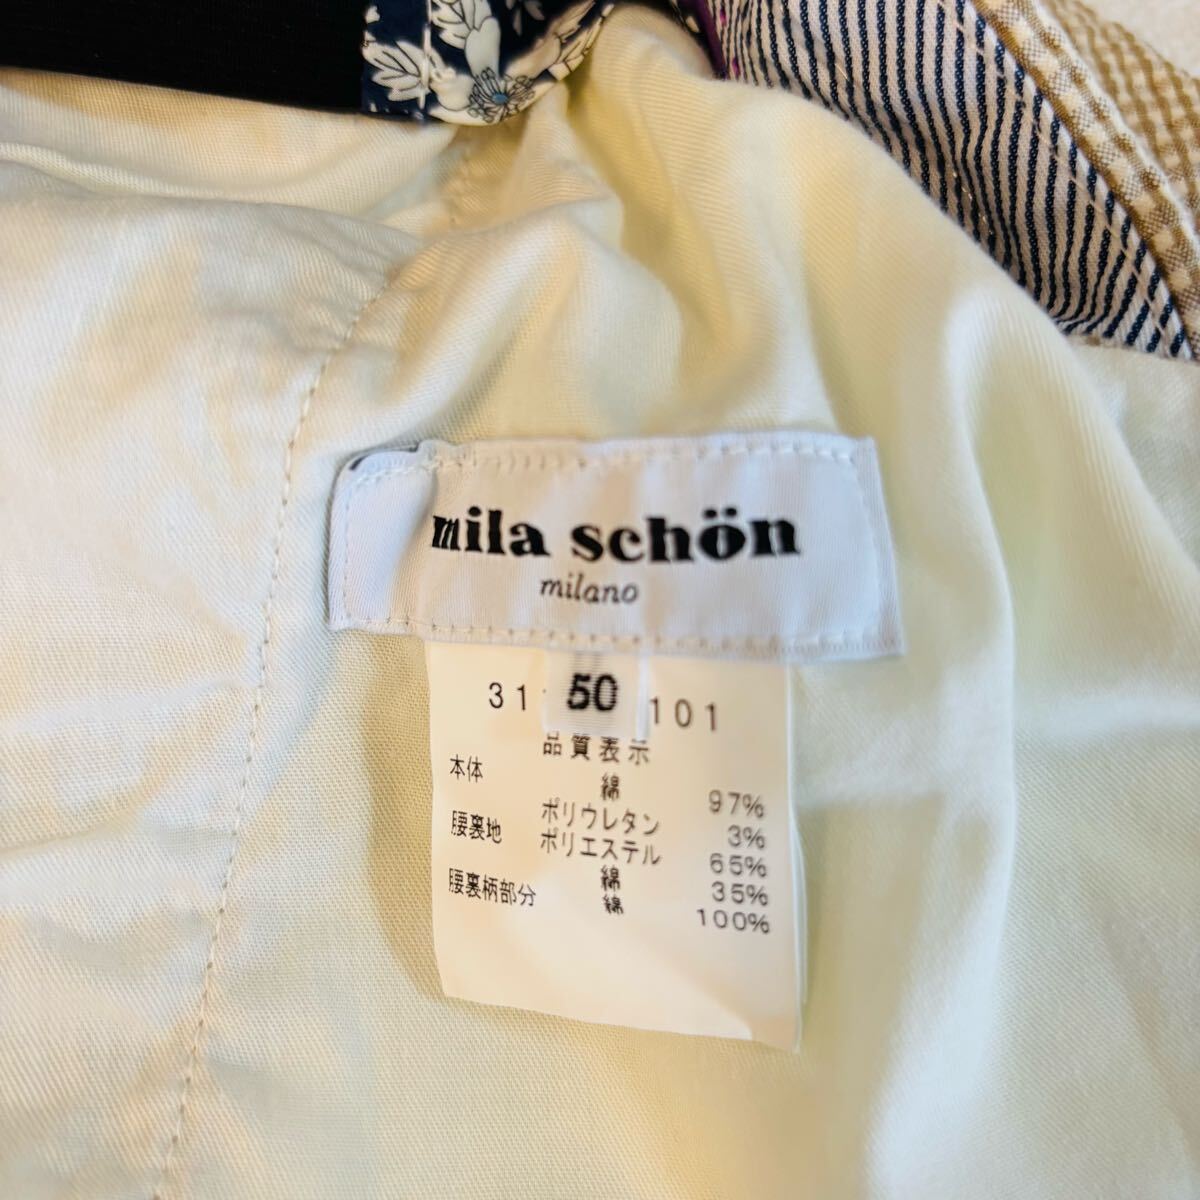 mila schön
milano
50
31 101
品質表示
本体 綿 97%
ポリウレタン 3%
腰裏地 ポリエステル 65%
綿 35%
腰裏柄部分 綿 100%